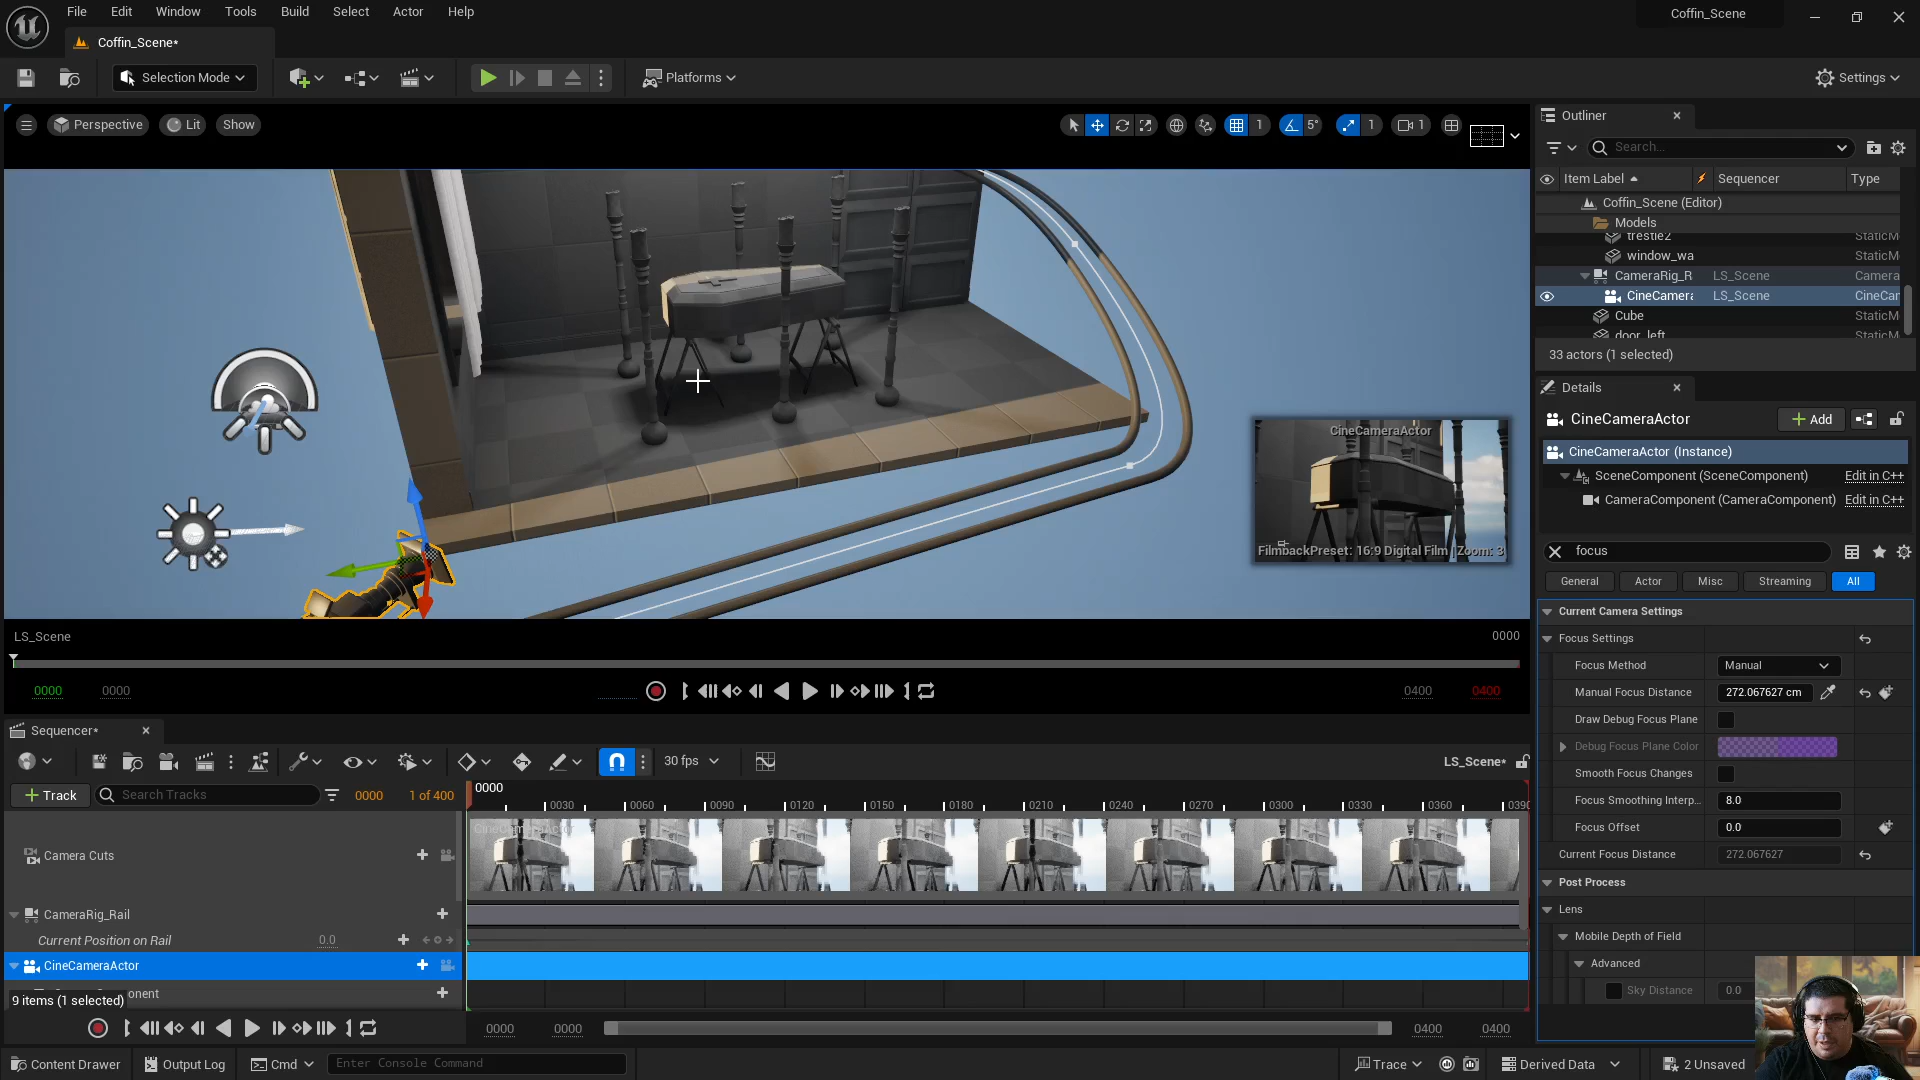 File Edit Window Tools Build Select Actor Help
Coffin_Scene
Coffin_Scene*
Selection Mode
Platforms
Settings
Perspective Lit Show
1 5° 1 1
Outliner
Search...
Item Label Sequencer Type
Coffin_Scene (Editor)
Models
trestle2 StaticM
window_wa StaticM
CameraRig_R LS_Scene Camera
CineCamera LS_Scene CineCar
Cube StaticM
door_left StaticM
33 actors (1 selected)
Details
CineCameraActor Add
CineCameraActor (Instance)
SceneComponent (SceneComponent) Edit in C++
CameraComponent (CameraComponent) Edit in C++
focus
General Actor Misc Streaming All
Current Camera Settings
Focus Settings
Focus Method Manual
Manual Focus Distance 272.067627 cm
Draw Debug Focus Plane
Debug Focus Plane Color
Smooth Focus Changes
Focus Smoothing Interp... 8.0
Focus Offset 0.0
Current Focus Distance 272.067627
Post Process
Lens
Mobile Depth of Field
Advanced
Sky Distance 0.0
CineCameraActor
FilmbackPreset: 16:9 Digital Film | Zoom: 3
LS_Scene 0000
0000 0000 0400 0400
Sequencer*
30 fps LS_Scene*
Track Search Tracks 0000 1 of 400
0000
0030 0060 0090 0120 0150 0180 0210 0240 0270 0300 0330 0360 0390
CineCameraActor
Camera Cuts
CameraRig_Rail
Current Position on Rail 0.0
CineCameraActor
onent
9 items (1 selected)
0000 0000 0400 0400
Content Drawer Output Log Cmd Enter Console Command
Trace Derived Data 2 Unsaved